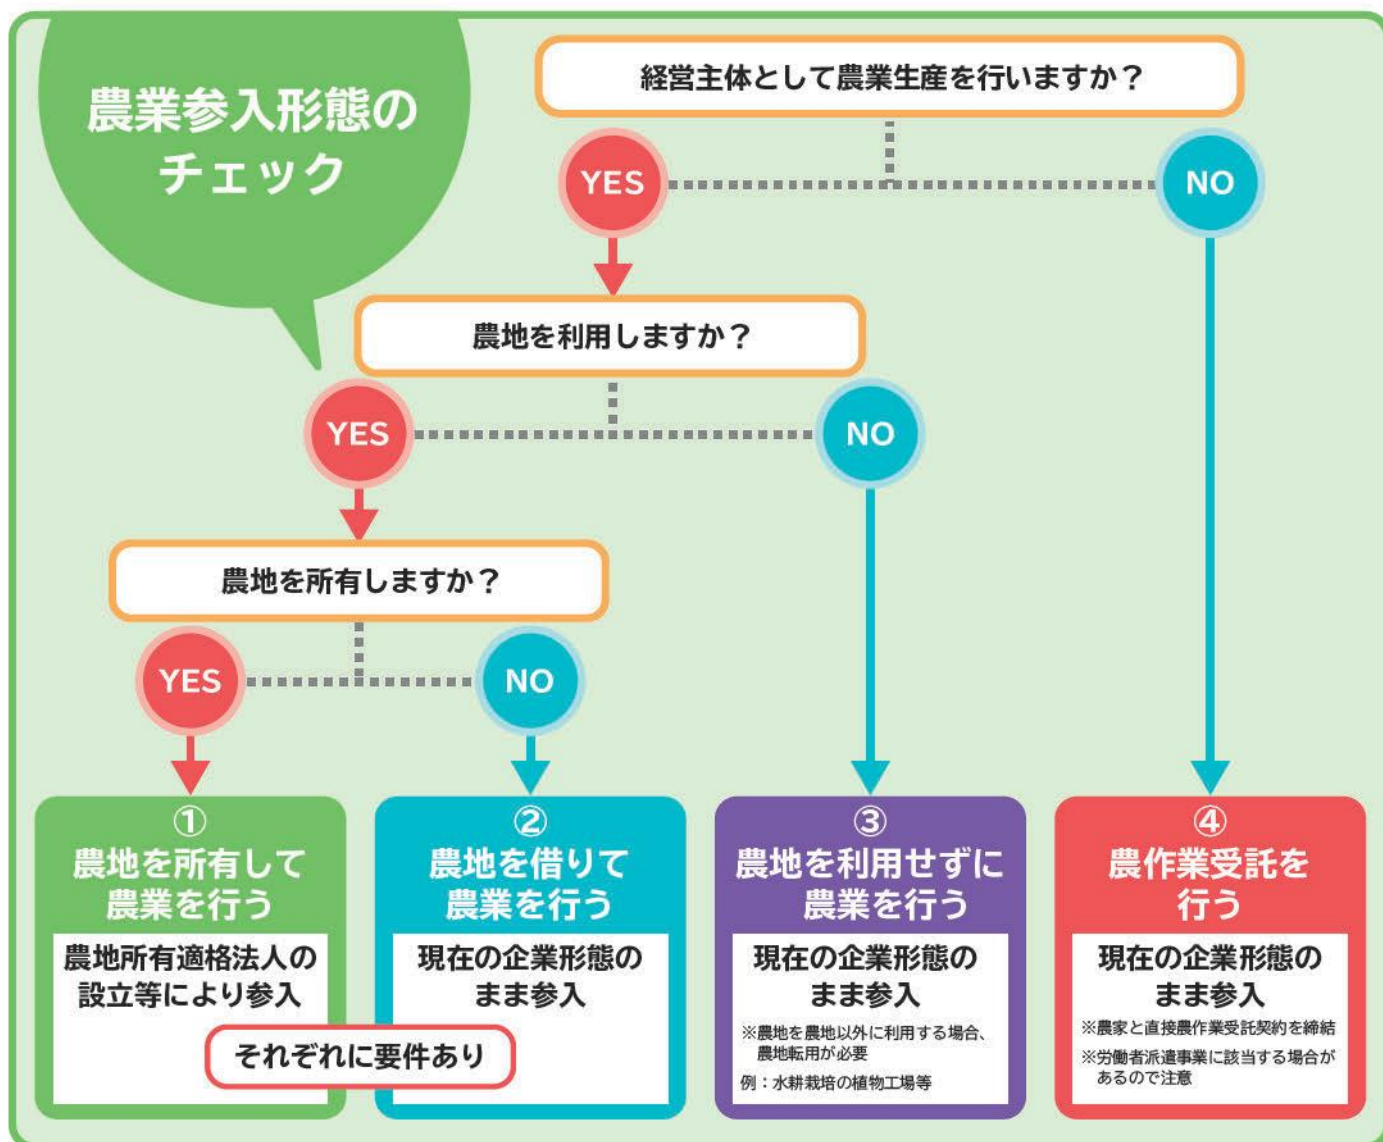 農業参入形態の
チェック
経営主体として農業生産を行いますか？
YES
NO
農地を利用しますか？
YES
NO
農地を所有しますか？
YES
NO
①
農地を所有して
農業を行う
農地所有適格法人の
設立等により参入
②
農地を借りて
農業を行う
現在の企業形態の
まま参入
それぞれに要件あり
③
農地を利用せずに
農業を行う
現在の企業形態の
まま参入
※農地を農地以外に利用する場合、
農地転用が必要
例：水耕栽培の植物工場等
④
農作業受託を
行う
現在の企業形態の
まま参入
※農家と直接農作業受託契約を締結
※労働者派遣事業に該当する場合が
あるので注意